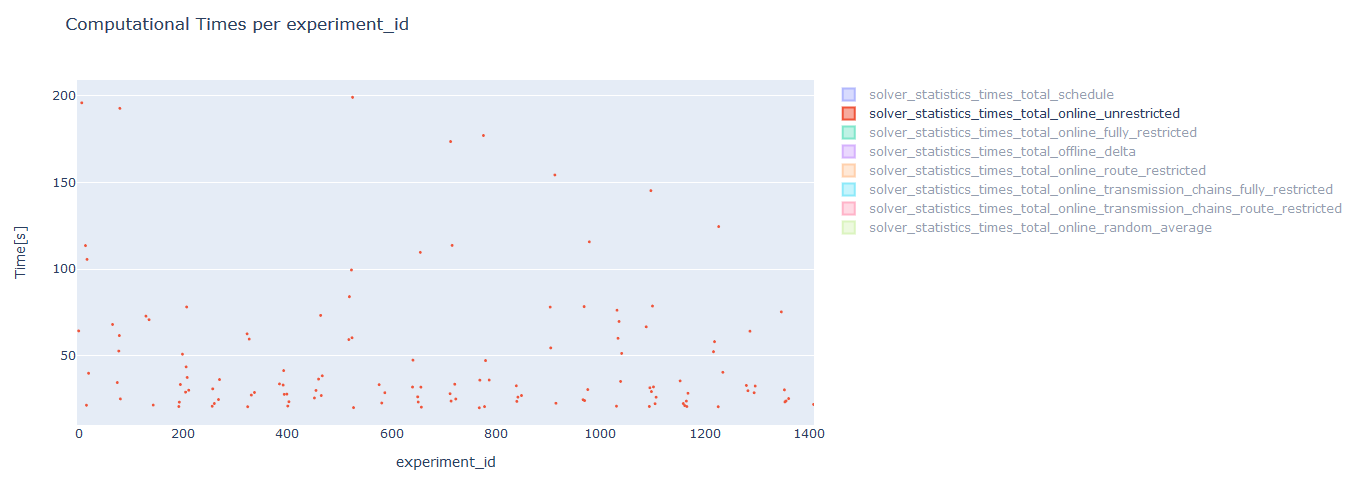 Computational Times per experiment_id
200
150
100
50
Time[s]
0 200 400 600 800 1000 1200 1400
experiment_id
solver_statistics_times_total_schedule
solver_statistics_times_total_online_unrestricted
solver_statistics_times_total_online_fully_restricted
solver_statistics_times_total_offline_delta
solver_statistics_times_total_online_route_restricted
solver_statistics_times_total_online_transmission_chains_fully_restricted
solver_statistics_times_total_online_transmission_chains_route_restricted
solver_statistics_times_total_online_random_average